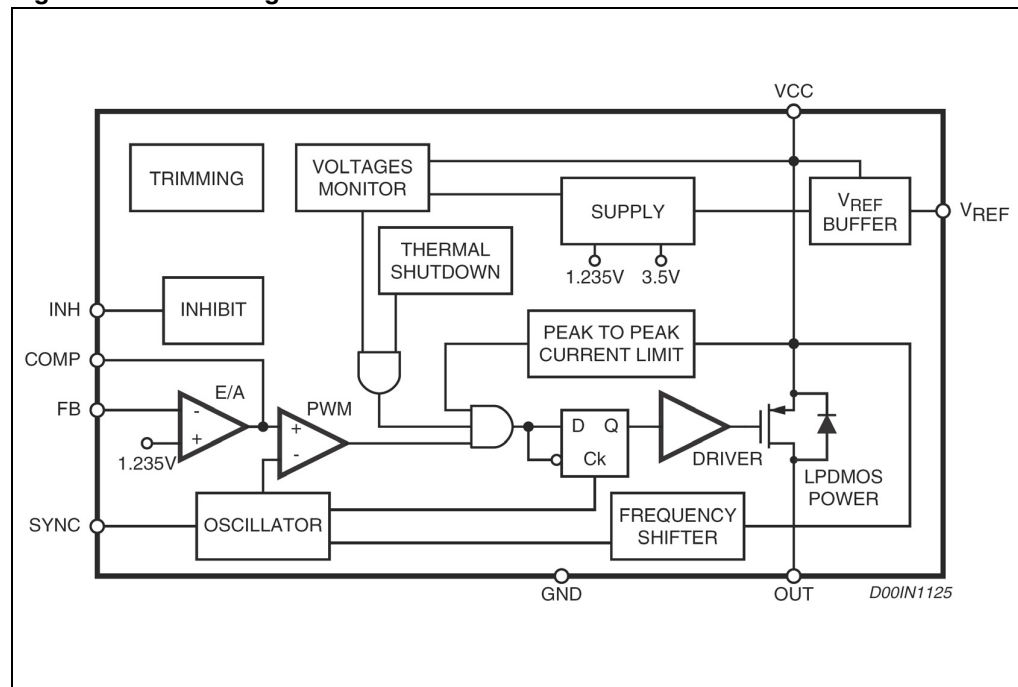 VCC
TRIMMING
VOLTAGES
MONITOR
SUPPLY
VREF
BUFFER
VREF
THERMAL
SHUTDOWN
1.235V
3.5V
INH
INHIBIT
PEAK TO PEAK
CURRENT LIMIT
COMP
E/A
FB
-
+
1.235V
PWM
+
-
D Q
Ck
DRIVER
LPDMOS
POWER
SYNC
OSCILLATOR
FREQUENCY
SHIFTER
GND
OUT
D00IN1125